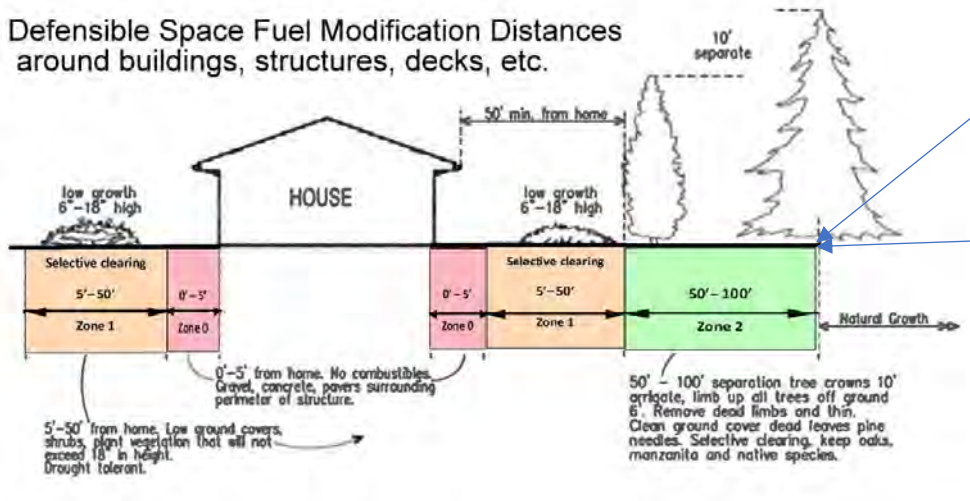 Defensible Space Fuel Modification Distances
around buildings, structures, decks, etc.
10'
separate
50' min. from home
low growth
6"-18" high
HOUSE
low growth
6"-18" high
Selective clearing
5'-50'
Zone 1
0'-5'
Zone 0
0'-5'
Zone 0
Selective clearing
5'-50'
Zone 1
50'-100'
Zone 2
Natural Growth
0'-5' from home. No combustibles.
Gravel, concrete, pavers surrounding
perimeter of structure.
5'-50' from home. Low ground covers,
shrubs, plant vegetation that will not
exceed 18" in height.
Drought tolerant.
50' - 100' separation tree crowns 10'
irrigate, limb up all trees off ground
6'. Remove dead limbs and thin.
Clean ground cover dead leaves pine
needles. Selective clearing, keep oaks,
manzanita and native species.